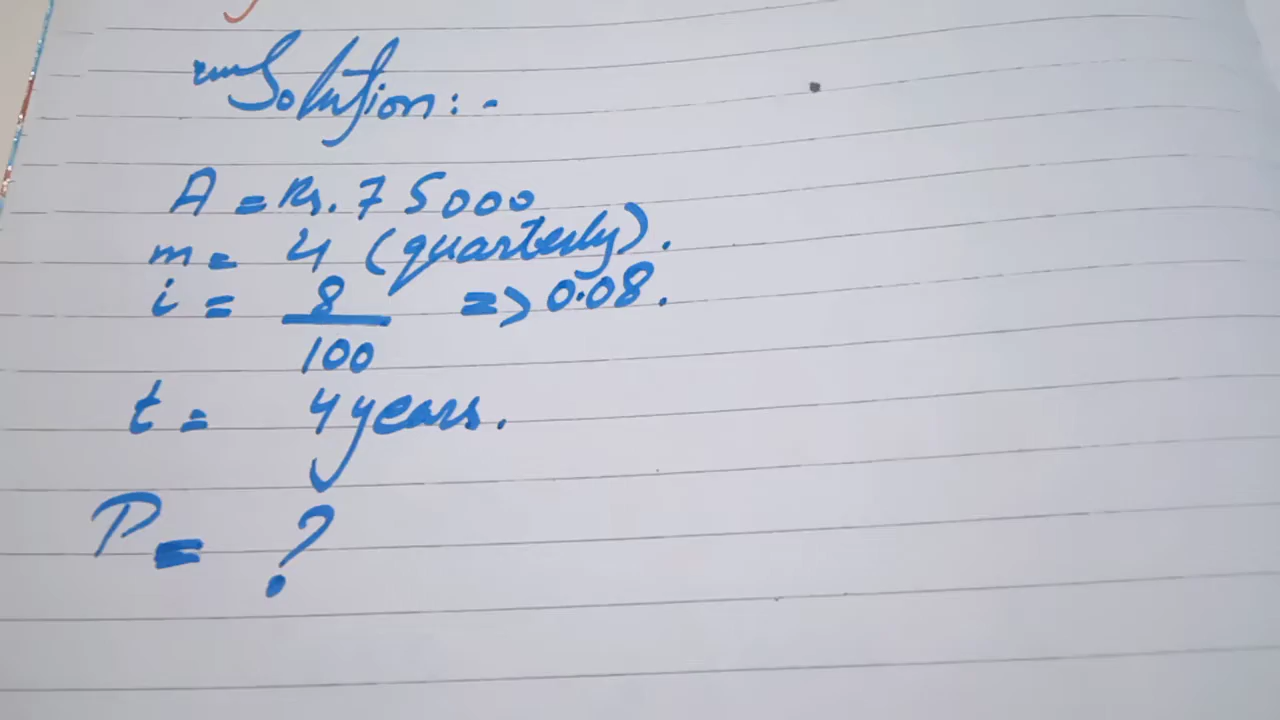 Solution:-
A = Rs. 75000
m = 4 (quarterly).
i = 8/100 => 0.08.
t = 4 years.
P = ?